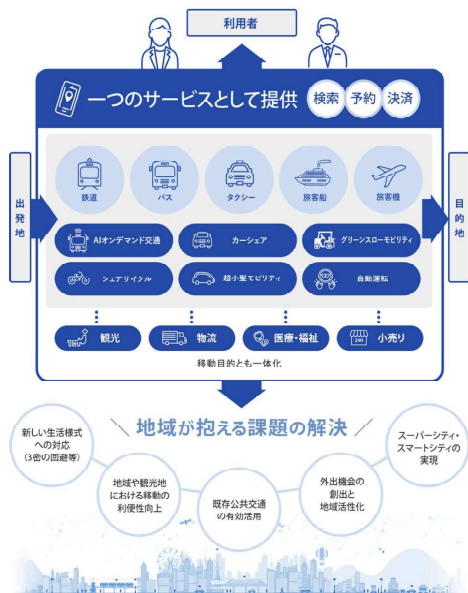 利用者
一つのサービスとして提供
検索
予約
決済
出発地
目的地
鉄道
バス
タクシー
旅客船
旅客機
AIオンデマンド交通
カーシェア
グリーンスローモビリティ
シェアサイクル
超小型モビリティ
自動運転
観光
物流
医療・福祉
24H
小売り
移動目的とも一体化
地域が抱える課題の解決
新しい生活様式
への対応
(3密の回避等)
地域や観光地
における移動の
利便性向上
既存公共交通
の有効活用
外出機会の
創出と
地域活性化
スーパーシティ・
スマートシティの
実現